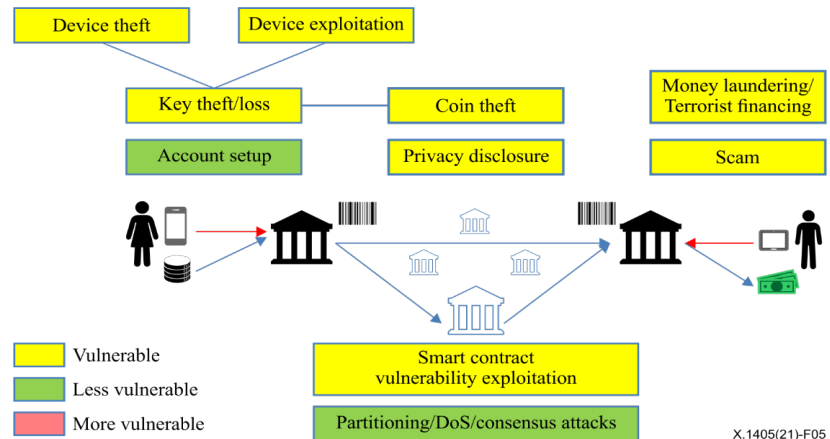 Device theft
Device exploitation
Key theft/loss
Coin theft
Money laundering/
Terrorist financing
Account setup
Privacy disclosure
Scam
Vulnerable
Less vulnerable
More vulnerable
Smart contract
vulnerability exploitation
Partitioning/DoS/consensus attacks
X.1405(21)-F05